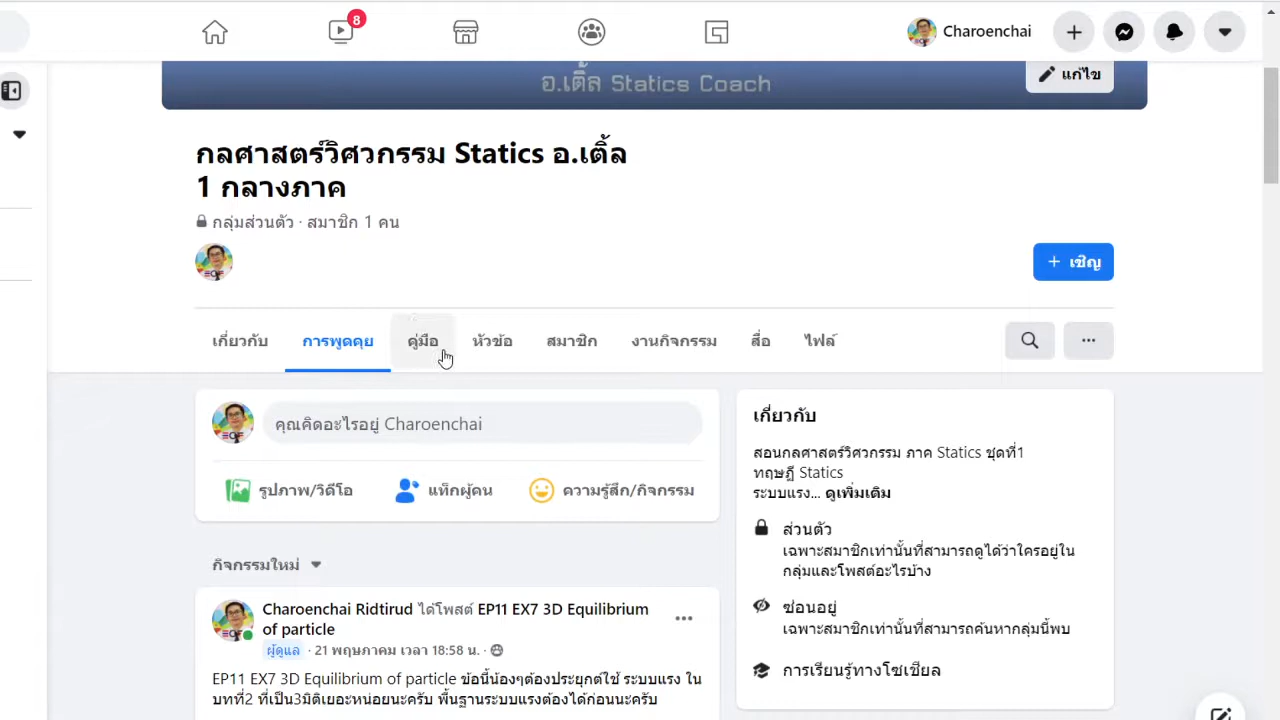 8
Charoenchai
อ.เติ้ล Statics Coach
แก้ไข
กลศาสตร์วิศวกรรม Statics อ.เติ้ล
1 กลางภาค
กลุ่มส่วนตัว · สมาชิก 1 คน
+ เชิญ
เกี่ยวกับ การพูดคุย คู่มือ หัวข้อ สมาชิก งานกิจกรรม สื่อ ไฟล์
คุณคิดอะไรอยู่ Charoenchai
รูปภาพ/วิดีโอ แท็กผู้คน ความรู้สึก/กิจกรรม
กิจกรรมใหม่
Charoenchai Ridtirud ได้โพสต์ EP11 EX7 3D Equilibrium
of particle
ผู้ดูแล · 21 พฤษภาคม เวลา 18:58 น. ·
EP11 EX7 3D Equilibrium of particle ข้อนี้น้องๆต้องประยุกต์ใช้ ระบบแรง ใน
บทที่2 ที่เป็น3มิติเยอะหน่อยนะครับ พื้นฐานระบบแรงต้องได้ก่อนนะครับ
เกี่ยวกับ
สอนกลศาสตร์วิศวกรรม ภาค Statics ชุดที่1
ทฤษฎี Statics
ระบบแรง... ดูเพิ่มเติม
ส่วนตัว
เฉพาะสมาชิกเท่านั้นที่สามารถดูได้ว่าใครอยู่ใน
กลุ่มและโพสต์อะไรบ้าง
ซ่อนอยู่
เฉพาะสมาชิกเท่านั้นที่สามารถค้นหากลุ่มนี้พบ
การเรียนรู้ทางโซเชียล